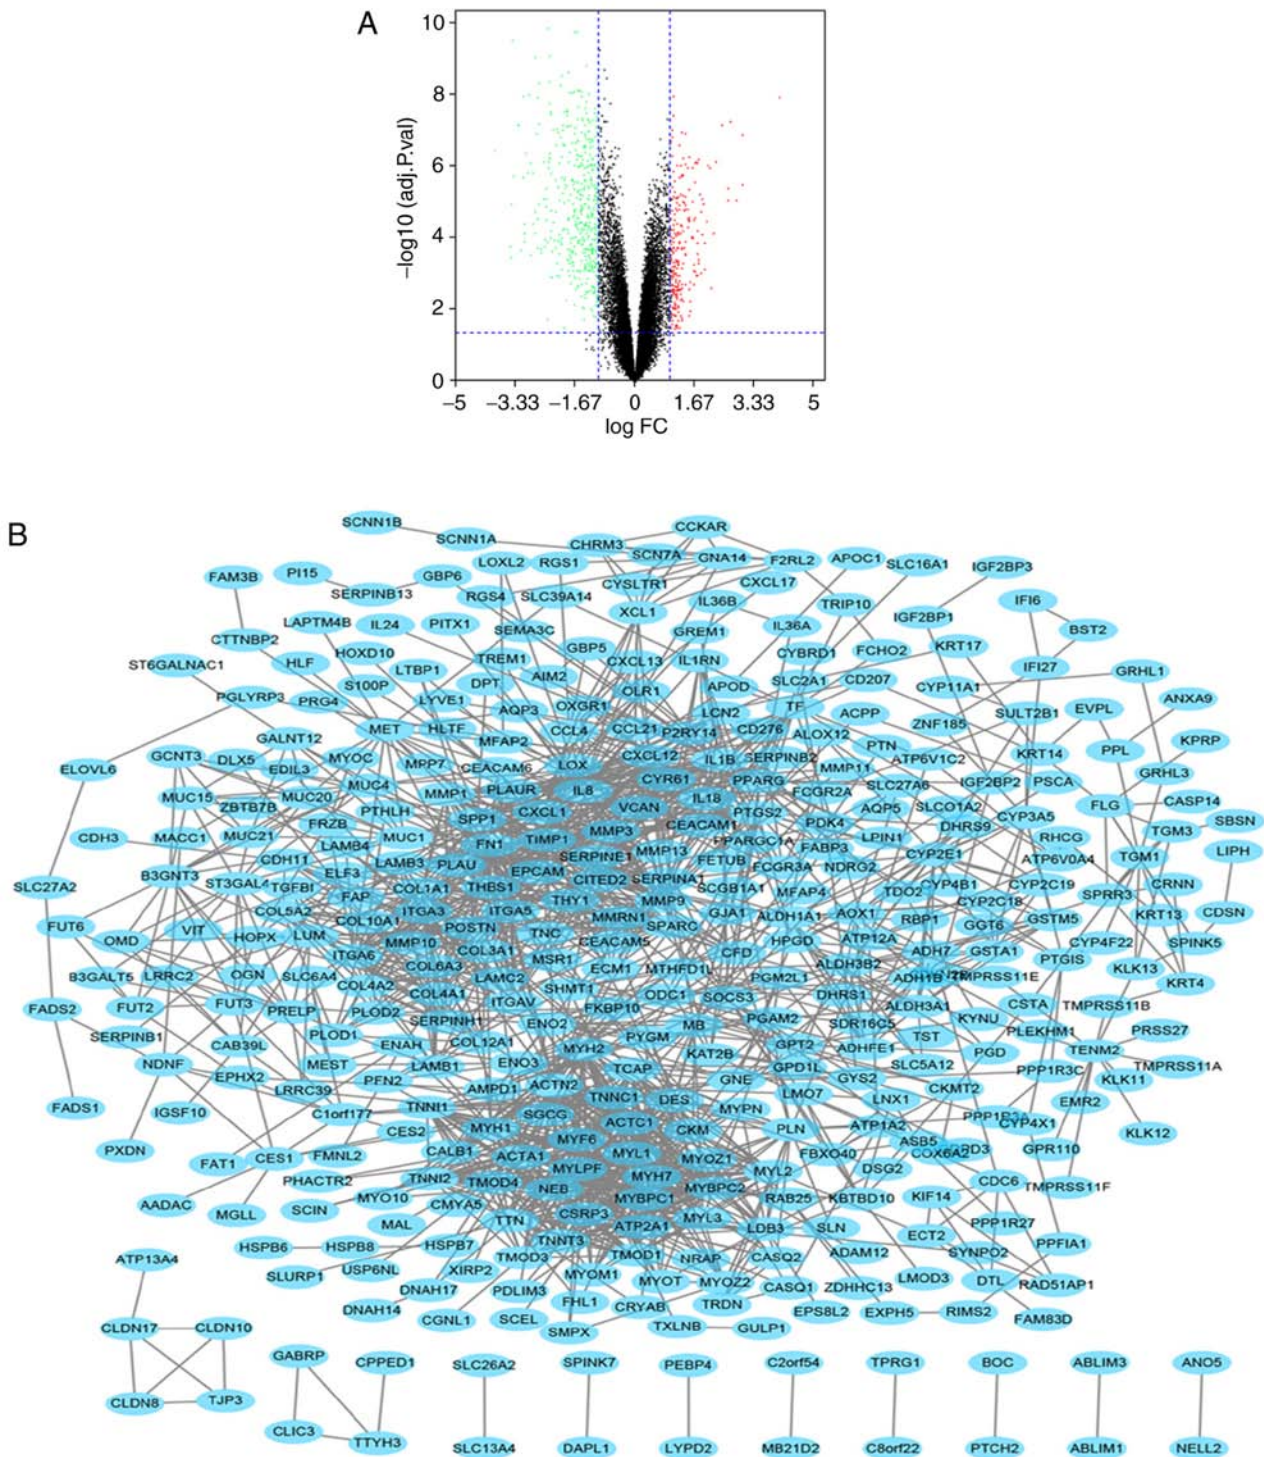 A
10
8
6
4
2
0
−log10 (adj.P.val)
−5 −3.33 −1.67 0 1.67 3.33 5
log FC
B
SCNN1B CCKAR
SCNN1A CHRM3 SCN7A GNA14 F2RL2 APOC1 SLC16A1
LOXL2 RGS1 IGF2BP3
FAM3B PI15 GBP6 CYSLTR1 CXCL17
SERPINB13 RGS4 SLC39A14 IL36B TRIP10 IFI6
LAPTM4B IL24 PITX1 SEMA3C XCL1 GREM1 IL36A IGF2BP1 BST2
CTTNBP2 HOXD10 GBP5 CYBRD1 FCHO2 KRT17
ST6GALNAC1 HLF LTBP1 TREM1 AIM2 CXCL13 IL1RN IFI27 GRHL1
PGLYRP3 PRG4 S100P LYVE1 DPT OXGR1 OLR1 APOD SLC2A1 CD207 CYP11A1 ANXA9
AQP3 LCN2 TF ACPP ZNF185 SULT2B1 EVPL
GALNT12 MET HLTF MFAP2 CCL4 CCL21 P2RY14 CD276 ALOX12 PTN KPRP
GCNT3 DLX5 MYOC MPP7 CXCL12 IL1B SERPINB2 ATP6V1C2 KRT14 PPL
ELOVL6 EDIL3 CEACAM6 LOX CYR61 PPARG MMP11 IGF2BP2 PSCA GRHL3
MUC15 ZBTB7B MUC20 MUC4 MMP1 PLAUR IL8 IL18 FCGR2A SLC27A6 CASP14
PTHLH SPP1 CXCL1 VCAN PTGS2 AQP5 SLCO1A2 CYP3A5 FLG SBSN
CDH3 MACC1 MUC21 FRZB MUC1 FN1 TIMP1 MMP3 CEACAM1 PDK4 LPIN1 DHRS9 RHCG TGM3 LIPH
CDH11 LAMB4 LAMB3 PLAU SERPINE1 MMP13 PPARGC1A FABP3 CYP2E1 ATP6V0A4 TGM1
SLC27A2 B3GNT3 ST3GAL4 TGFBI ELF3 EPCAM CITED2 SERPINA1 FETUB FCGR3A NDRG2 CYP4B1 CYP2C19 CRNN
FAP COL1A1 THBS1 THY1 MMP9 SCGB1A1 MFAP4 TDO2 CYP2C18 SPRR3 CDSN
FUT6 COL5A2 COL10A1 ITGA3 ITGA5 MMRN1 SPARC GJA1 ALDH1A1 AOX1 RBP1 GGT6 GSTM5 KRT13
OMD VIT HOPX LUM MMP10 POSTN TNC CEACAM5 HPGD ATP12A ADH7 GSTA1 CYP4F22 SPINK5
B3GALT5 LRRC2 OGN SLC6A4 ITGA6 COL3A1 MSR1 ECM1 MTHFD1L CFD ALDH3B2 PTGIS KLK13
COL6A3 LAMC2 PGM2L1 ADH1B TMPRSS11E KRT4
FUT2 FUT3 COL4A2 COL4A1 ITGAV SHMT1 ODC1 SOCS3 DHRS1 ALDH3A1 CSTA TMPRSS11B
FADS2 PRELP PLOD2 SERPINH1 ENO2 FKBP10 MB PGAM2 SDR16C5 KYNU PLEKHM1 PRSS27
SERPINB1 CAB39L PLOD1 ENAH COL12A1 MYH2 PYGM KAT2B GPT2 ADHFE1 TST PGD TENM2
NDNF EPHX2 MEST LAMB1 ENO3 TCAP GPD1L SLC5A12 PPP1R3C TMPRSS11A
LRRC39 PFN2 AMPD1 ACTN2 TNNC1 DES GNE LMO7 GYS2 CKMT2 KLK11
FADS1 IGSF10 C1orf177 TNNI1 SGCG MYPN LNX1 EMR2
MYH1 MYF6 ACTC1 CKM PLN ATP1A2 PPP1R3A CYP4X1 KLK12
PXDN FAT1 CES1 FMNL2 CES2 CALB1 ACTA1 MYL1 MYOZ1 FBXO40 ASB5 COX6A2 GPR110
PHACTR2 TNNI2 TMOD4 MYLPF MYH7 MYBPC2 MYL2 DSG2 CDC6 TMPRSS11F
AADAC MGLL SCIN MYO10 CMYA5 NEB MYBPC1 RAB25 KBTBD10 KIF14
MAL TTN CSRP3 ATP2A1 MYL3 LDB3 SLN ECT2 PPP1R27
HSPB6 HSPB8 HSPB7 TMOD3 TNNT3 TMOD1 NRAP CASQ2 ADAM12 SYNPO2 PPFIA1
ATP13A4 SLURP1 USP6NL XIRP2 MYOM1 MYOT MYOZ2 CASQ1 ZDHHC13 LMOD3 DTL RAD51AP1
DNAH14 DNAH17 PDLIM3 FHL1 CRYAB TRDN EPS8L2 EXPH5 RIMS2 FAM83D
CLDN17 CLDN10 CGNL1 SCEL SMPX TXLNB GULP1
GABRP CPPED1 SLC26A2 SPINK7 PEBP4 C2orf54 TPRG1 BOC ABLIM3 ANO5
CLDN8 TJP3
CLIC3 TTYH3 SLC13A4 DAPL1 LYPD2 MB21D2 C8orf22 PTCH2 ABLIM1 NELL2